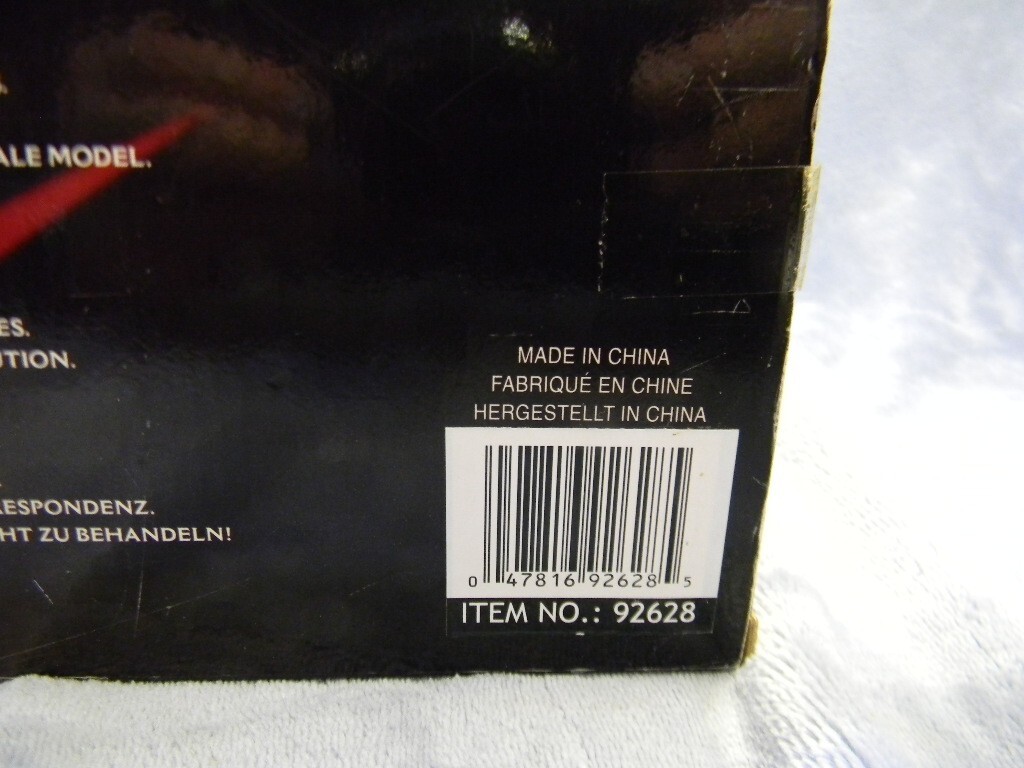 ALE MODEL.
ES.
UTION.
MADE IN CHINA
FABRIQUÉ EN CHINE
HERGESTELLT IN CHINA
ESPONDENZ.
HT ZU BEHANDELN!
0 47816 92628 5
ITEM NO.: 92628